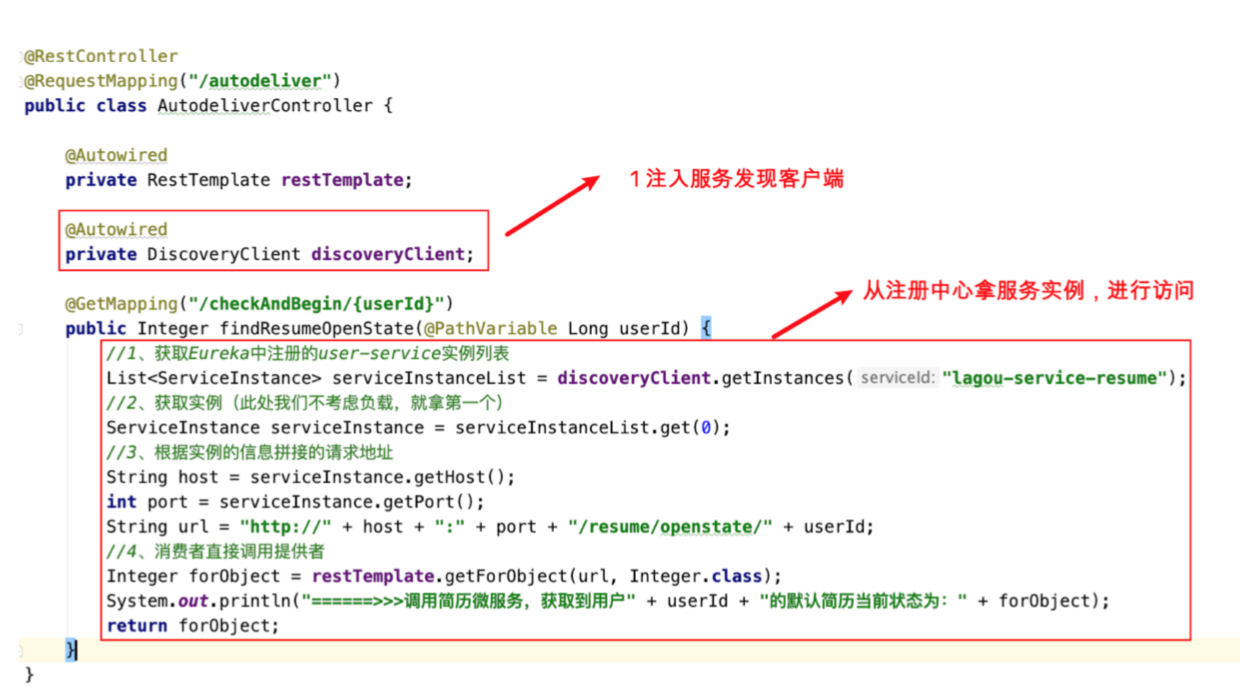 @RestController
@RequestMapping("/autodeliver")
public class AutodeliverController {
@Autowired
private RestTemplate restTemplate;
1注入服务发现客户端
@Autowired
private DiscoveryClient discoveryClient;
从注册中心拿服务实例，进行访问
@GetMapping("/checkAndBegin/{userId}")
public Integer findResumeOpenState(@PathVariable Long userId) {
//1、获取Eureka中注册的user-service实例列表
List<ServiceInstance> serviceInstanceList = discoveryClient.getInstances( serviceId: "lagou-service-resume");
//2、获取实例（此处我们不考虑负载，就拿第一个）
ServiceInstance serviceInstance = serviceInstanceList.get(0);
//3、根据实例的信息拼接的请求地址
String host = serviceInstance.getHost();
int port = serviceInstance.getPort();
String url = "http://" + host + ":" + port + "/resume/openstate/" + userId;
//4、消费者直接调用提供者
Integer forObject = restTemplate.getForObject(url, Integer.class);
System.out.println("======>>>调用简历微服务，获取到用户" + userId + "的默认简历当前状态为：" + forObject);
return forObject;
}
}